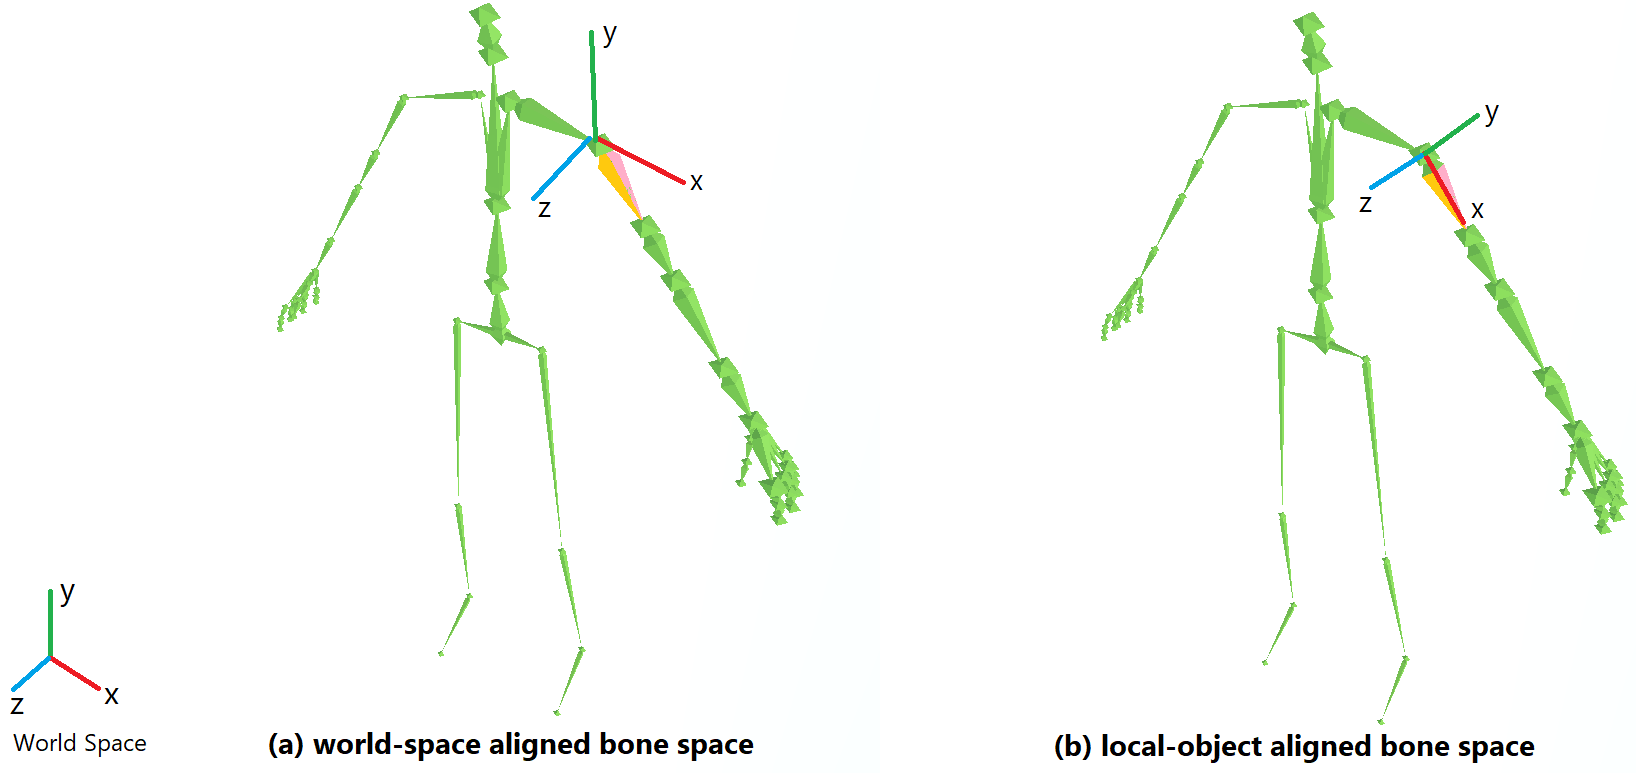 y
x
z
y
x
z
y
x
z
World Space
(a) world-space aligned bone space
(b) local-object aligned bone space